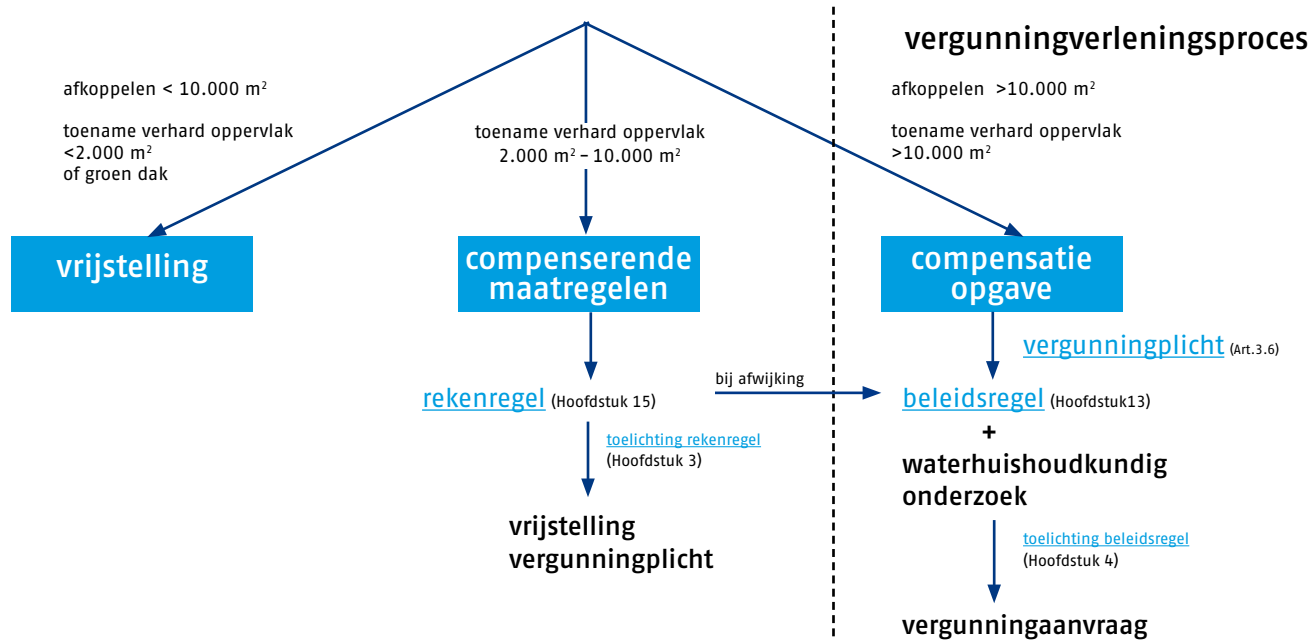 vergunningverleningsproces
afkoppelen < 10.000 m²
toename verhard oppervlak
<2.000 m²
of groen dak
toename verhard oppervlak
2.000 m² – 10.000 m²
afkoppelen >10.000 m²
toename verhard oppervlak
>10.000 m²
vrijstelling
compenserende
maatregelen
compensatie
opgave
vergunningplicht (Art.3.6)
rekenregel (Hoofdstuk 15)
bij afwijking
beleidsregel (Hoofdstuk13)
+
toelichting rekenregel
(Hoofdstuk 3)
waterhuishoudkundig
onderzoek
vrijstelling
vergunningplicht
toelichting beleidsregel
(Hoofdstuk 4)
vergunningaanvraag